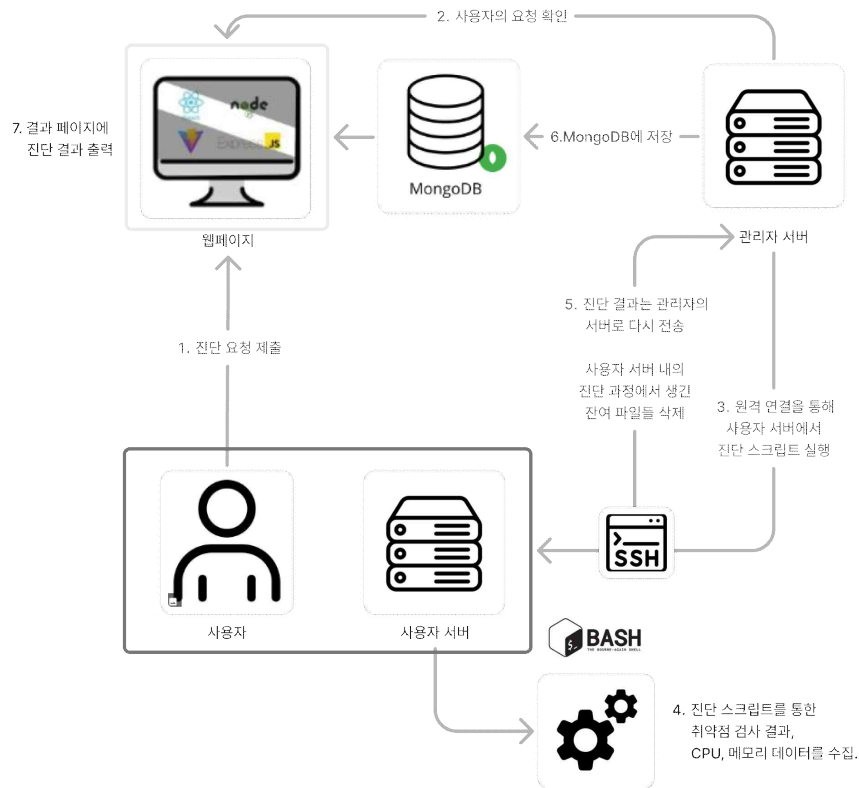 2. 사용자의 요청 확인
node
JS
Express
JS
7. 결과 페이지에
진단 결과 출력
MongoDB
6.MongoDB에 저장
웹페이지
관리자 서버
1. 진단 요청 제출
5. 진단 결과는 관리자의
서버로 다시 전송
사용자 서버 내의
진단 과정에서 생긴
잔여 파일들 삭제
3. 원격 연결을 통해
사용자 서버에서
진단 스크립트 실행
SSH
사용자
사용자 서버
BASH
THE BOURNE-AGAIN SHELL
4. 진단 스크립트를 통한
취약점 검사 결과,
CPU, 메모리 데이터를 수집.